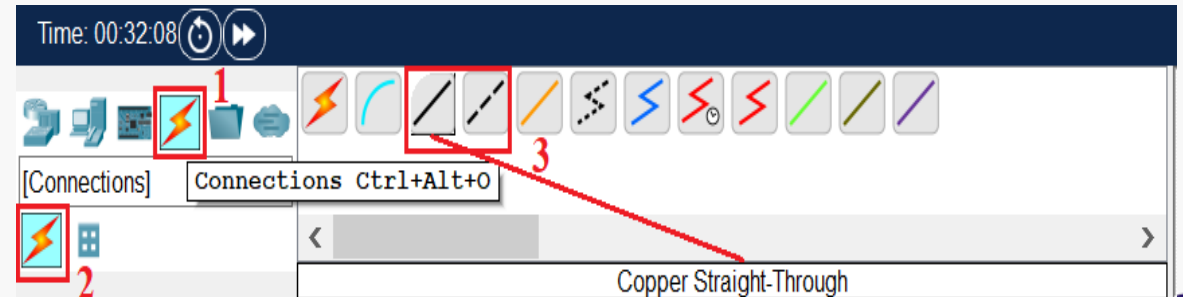 Time: 00:32:08
1
3
[Connections]
Connections Ctrl+Alt+O
2
Copper Straight-Through